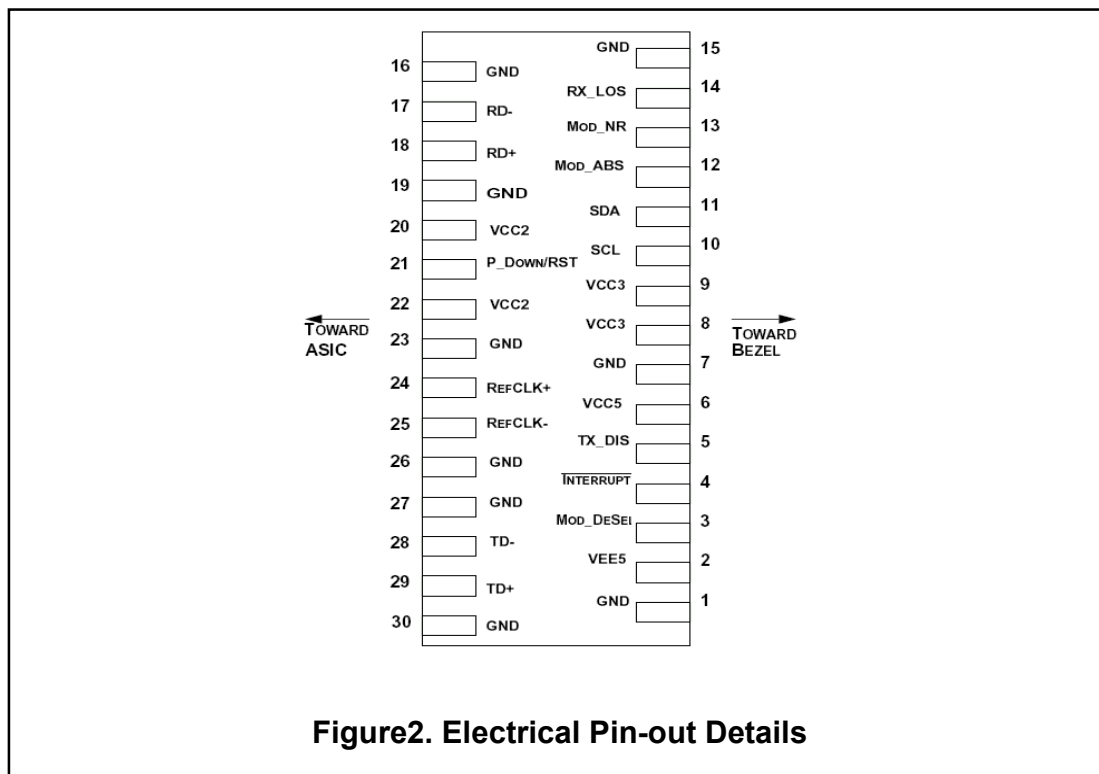 GND 15
16 GND
RX_LOS 14
17 RD-
MOD_NR 13
18 RD+
MOD_ABS 12
19 GND
SDA 11
20 VCC2
SCL 10
21 P_DOWN/RST
VCC3 9
22 VCC2
VCC3 8
TOWARD ASIC
TOWARD BEZEL
23 GND
GND 7
24 REFCLK+
VCC5 6
25 REFCLK-
TX_DIS 5
26 GND
INTERRUPT 4
27 GND
MOD_DESEL 3
28 TD-
VEE5 2
29 TD+
GND 1
30 GND
Figure2. Electrical Pin-out Details